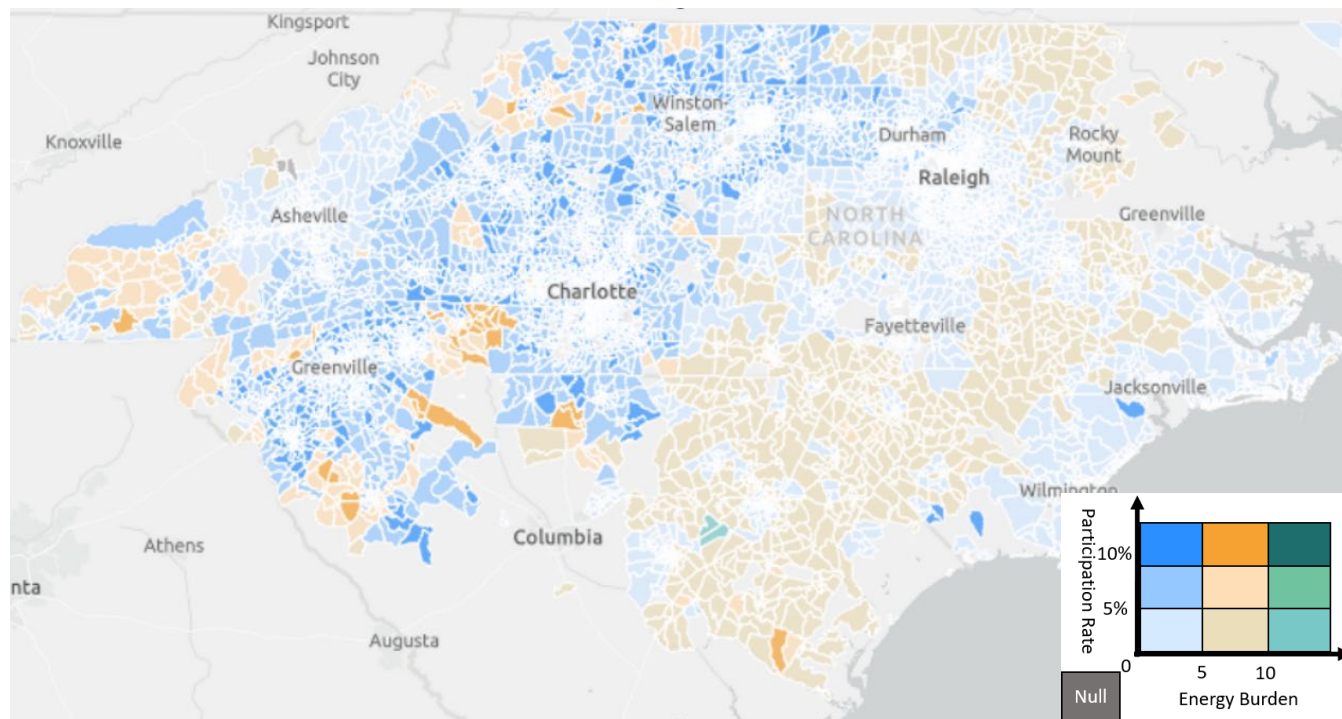 Kingsport
Johnson
City
Knoxville
Winston-
Salem
Durham
Rocky
Mount
Raleigh
Asheville
NORTH
CAROLINA
Greenville
Charlotte
Fayetteville
Greenville
Jacksonville
Wilmington
Columbia
Athens
nta
Augusta
Participation Rate
10%
5%
0
5
10
Null
Energy Burden